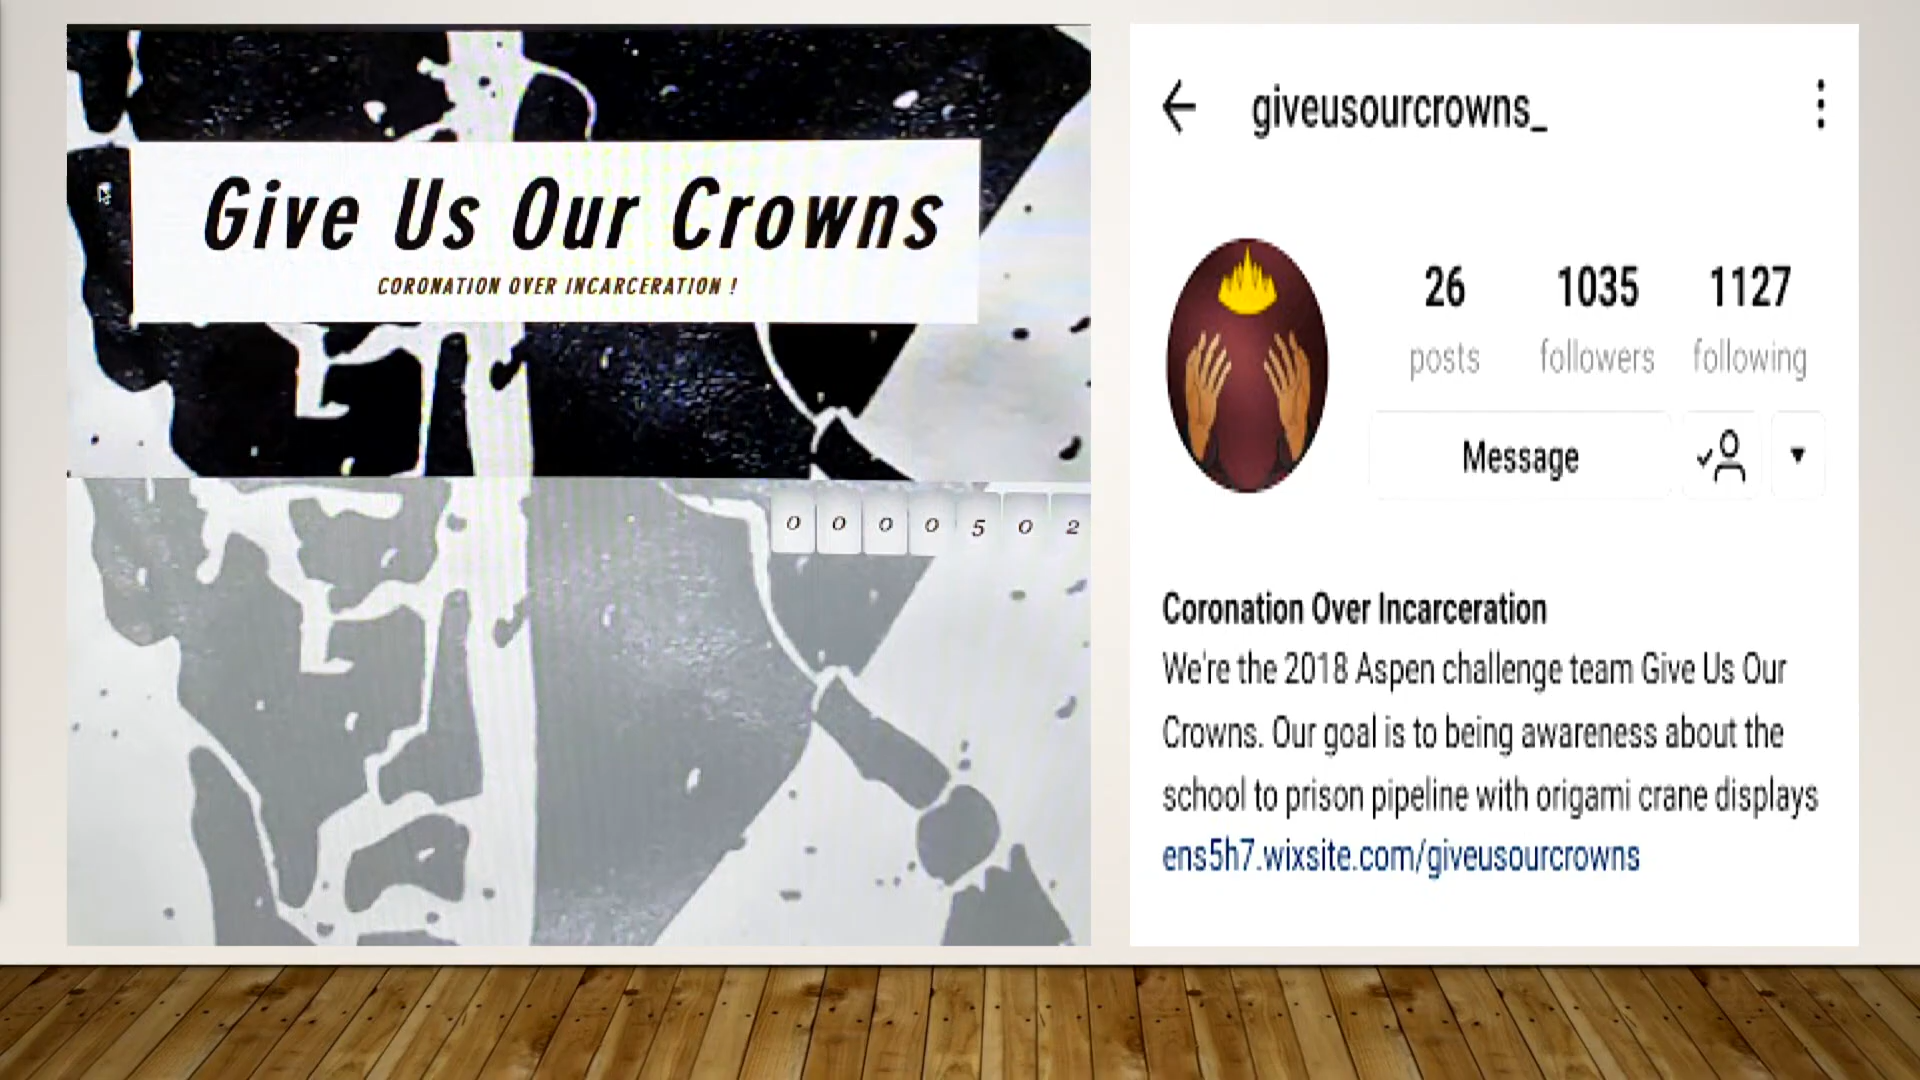 Give Us Our Crowns
CORONATION OVER INCARCERATION !
0 0 0 0 5 0 2
giveusourcrowns_
26 1035 1127
posts followers following
Message
Coronation Over Incarceration
We're the 2018 Aspen challenge team Give Us Our
Crowns. Our goal is to being awareness about the
school to prison pipeline with origami crane displays
ens5h7.wixsite.com/giveusourcrowns